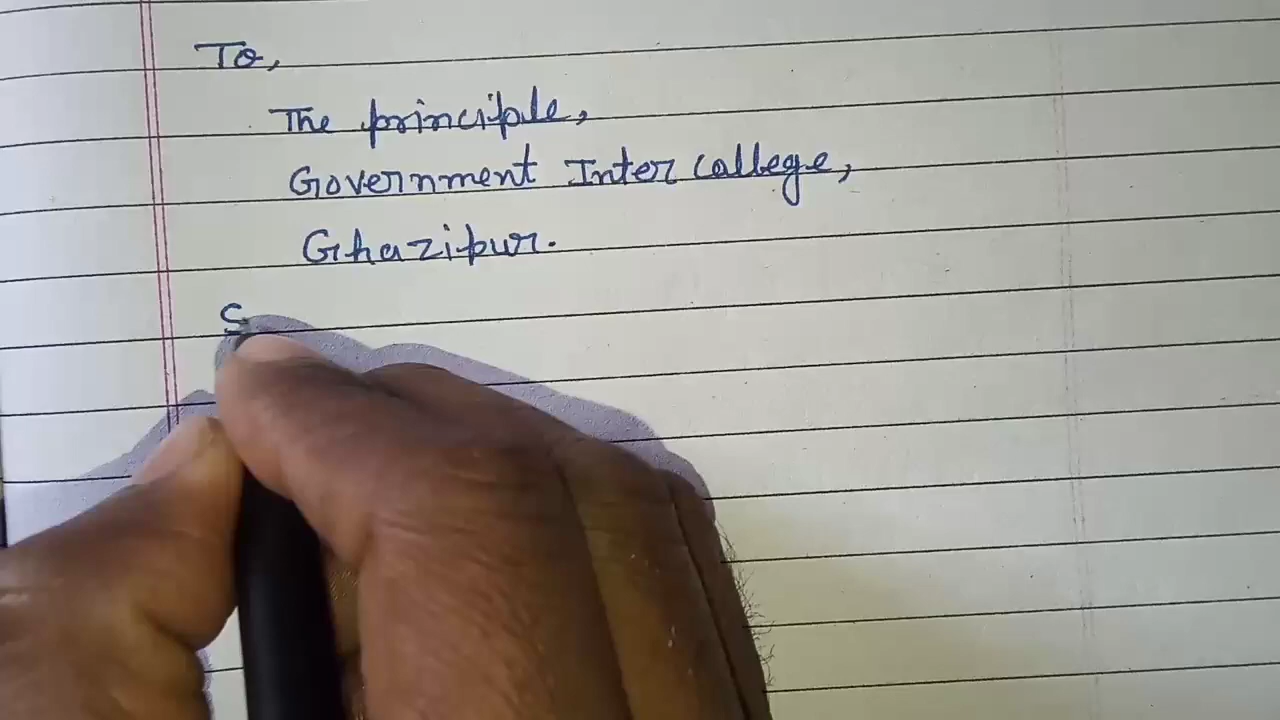 To,
The principle,
Government Inter College,
Ghazipur.
S